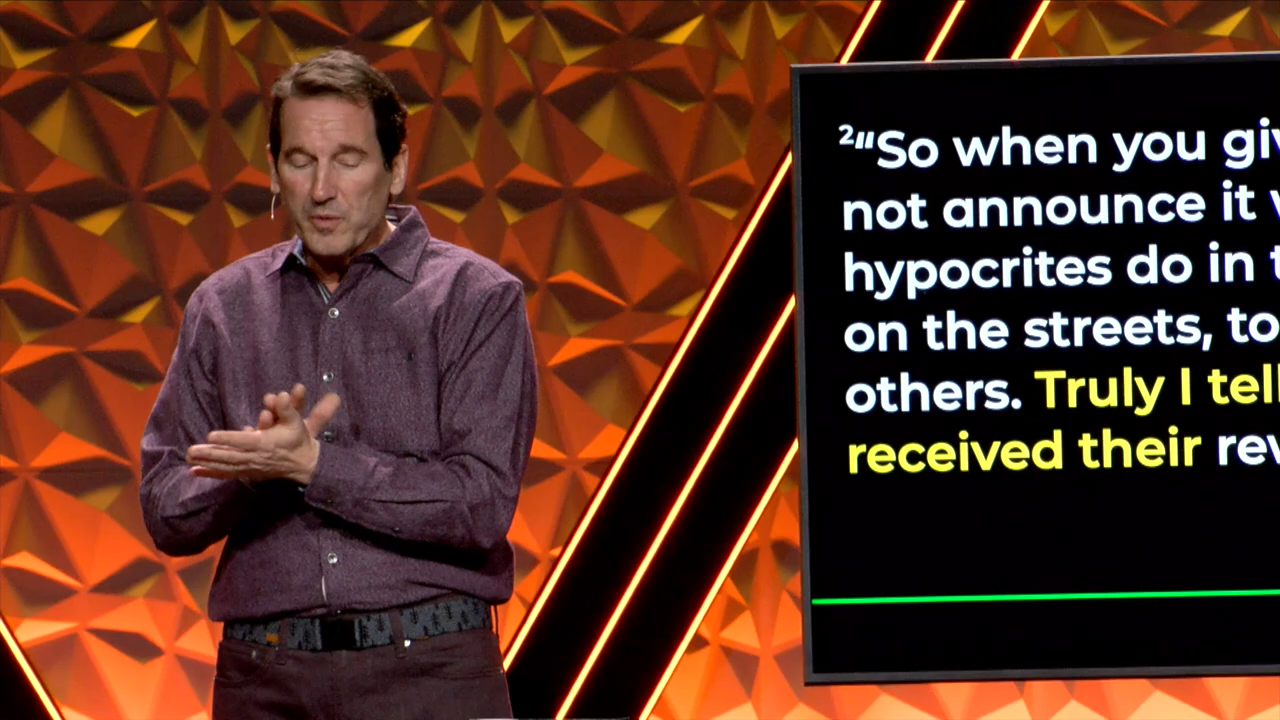 ²"So when you giv
not announce it
hypocrites do in
on the streets, to
others. Truly I tell
received their rev